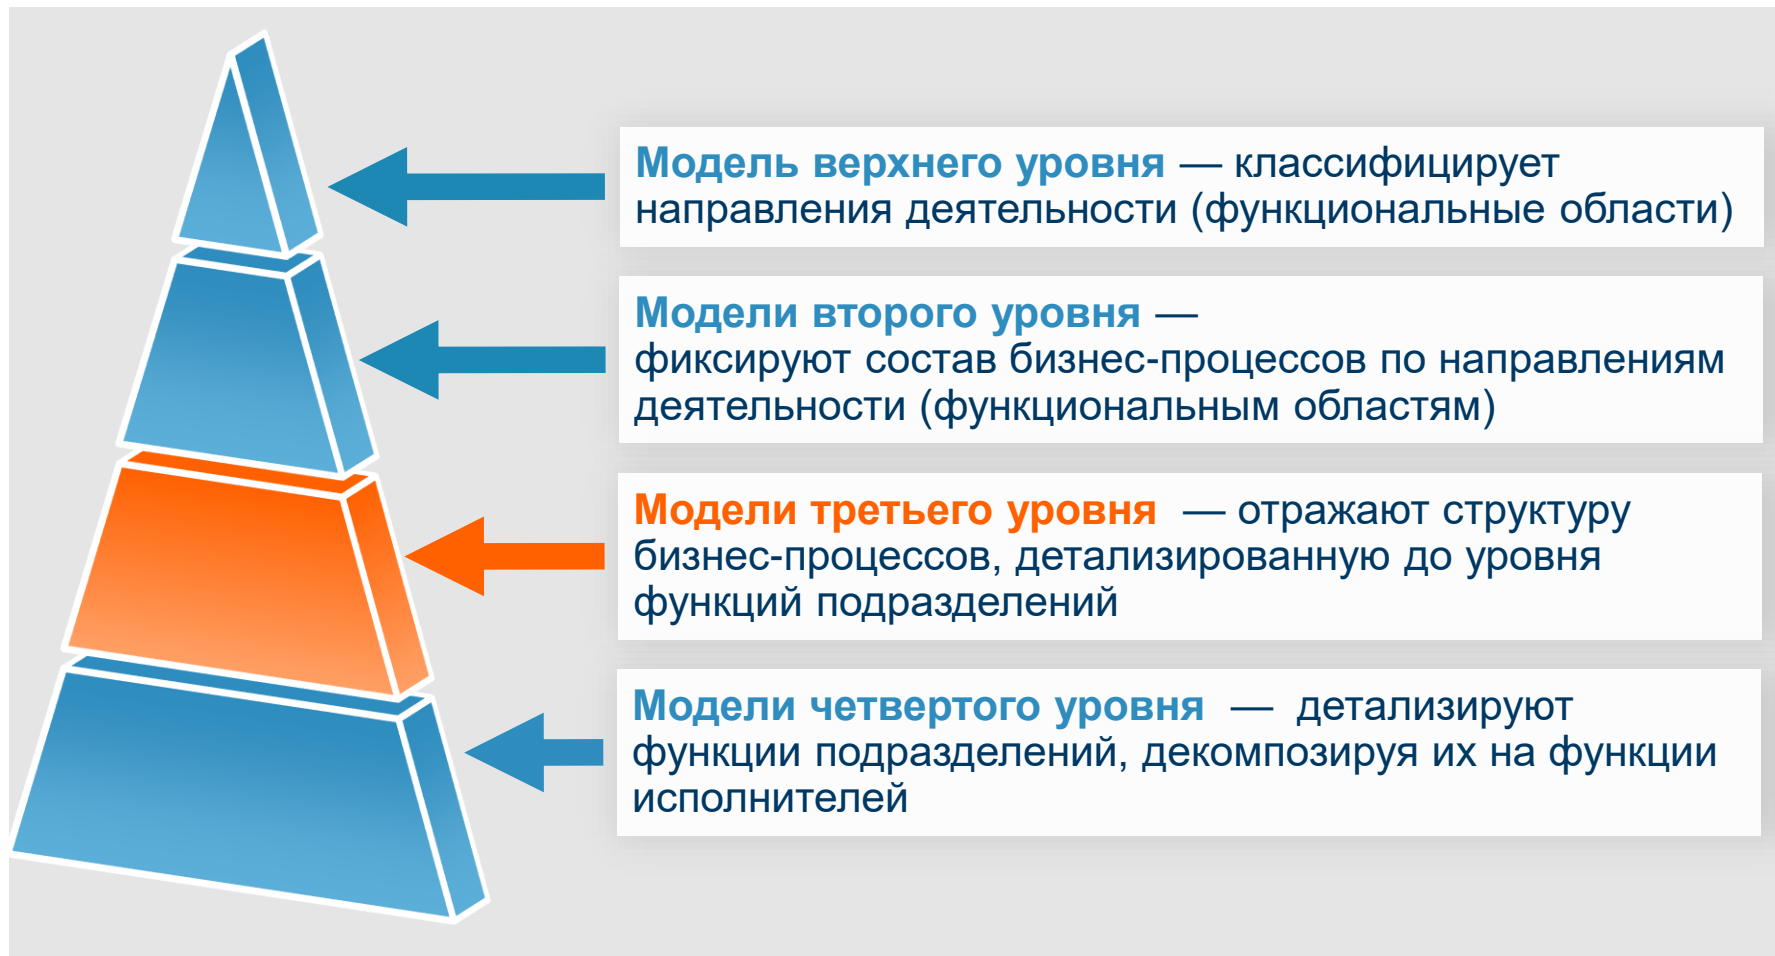 Модель верхнего уровня — классифицирует
направления деятельности (функциональные области)
Модели второго уровня —
фиксируют состав бизнес-процессов по направлениям
деятельности (функциональным областям)
Модели третьего уровня — отражают структуру
бизнес-процессов, детализированную до уровня
функций подразделений
Модели четвертого уровня — детализируют
функции подразделений, декомпозируя их на функции
исполнителей